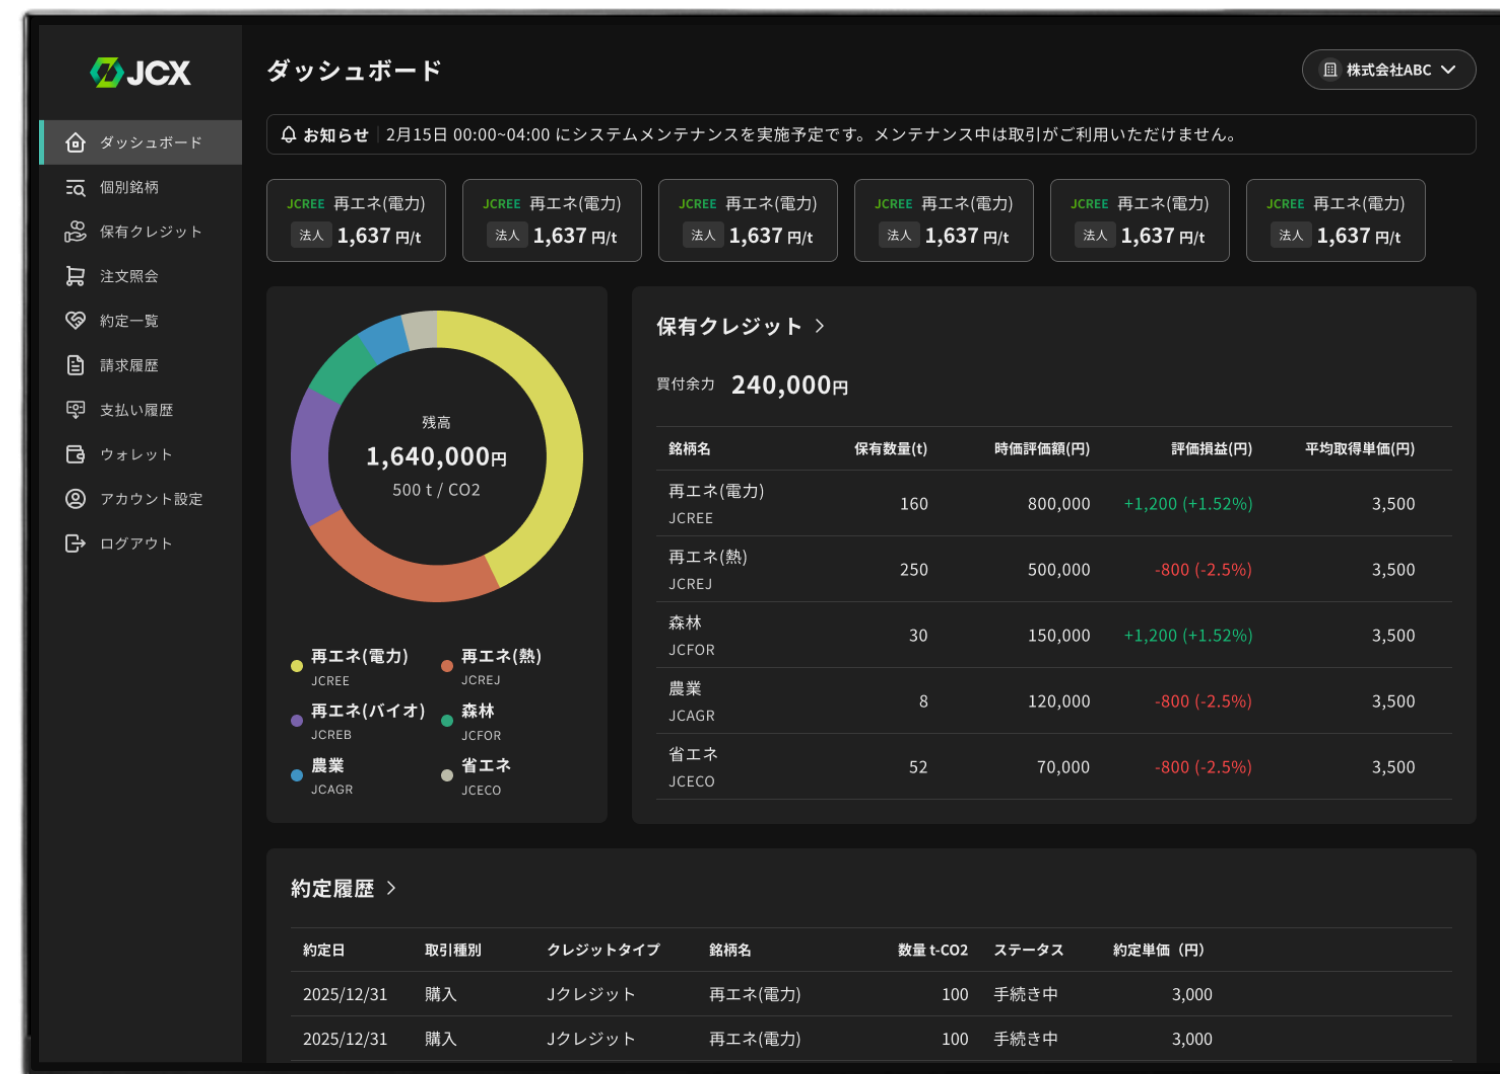 JCX
ダッシュボード
株式会社ABC
お知らせ 2月15日 00:00~04:00 にシステムメンテナンスを実施予定です。メンテナンス中は取引がご利用いただけません。
ダッシュボード
個別銘柄
保有クレジット
注文照会
約定一覧
請求履歴
支払い履歴
ウォレット
アカウント設定
ログアウト
JCREE 再エネ(電力)
法人 1,637 円/t
JCREE 再エネ(電力)
法人 1,637 円/t
JCREE 再エネ(電力)
法人 1,637 円/t
JCREE 再エネ(電力)
法人 1,637 円/t
JCREE 再エネ(電力)
法人 1,637 円/t
JCREE 再エネ(電力)
法人 1,637 円/t
残高
1,640,000円
500 t / CO2
再エネ(電力)
JCREE
再エネ(熱)
JCREJ
再エネ(バイオ)
JCREB
森林
JCFOR
農業
JCAGR
省エネ
JCECO
保有クレジット
買付余力 240,000円
銘柄名 保有数量(t) 時価評価額(円) 評価損益(円) 平均取得単価(円)
再エネ(電力)
JCREE
160 800,000 +1,200 (+1.52%) 3,500
再エネ(熱)
JCREJ
250 500,000 -800 (-2.5%) 3,500
森林
JCFOR
30 150,000 +1,200 (+1.52%) 3,500
農業
JCAGR
8 120,000 -800 (-2.5%) 3,500
省エネ
JCECO
52 70,000 -800 (-2.5%) 3,500
約定履歴
約定日 取引種別 クレジットタイプ 銘柄名 数量 t-CO2 ステータス 約定単価（円）
2025/12/31 購入 Jクレジット 再エネ(電力) 100 手続き中 3,000
2025/12/31 購入 Jクレジット 再エネ(電力) 100 手続き中 3,000